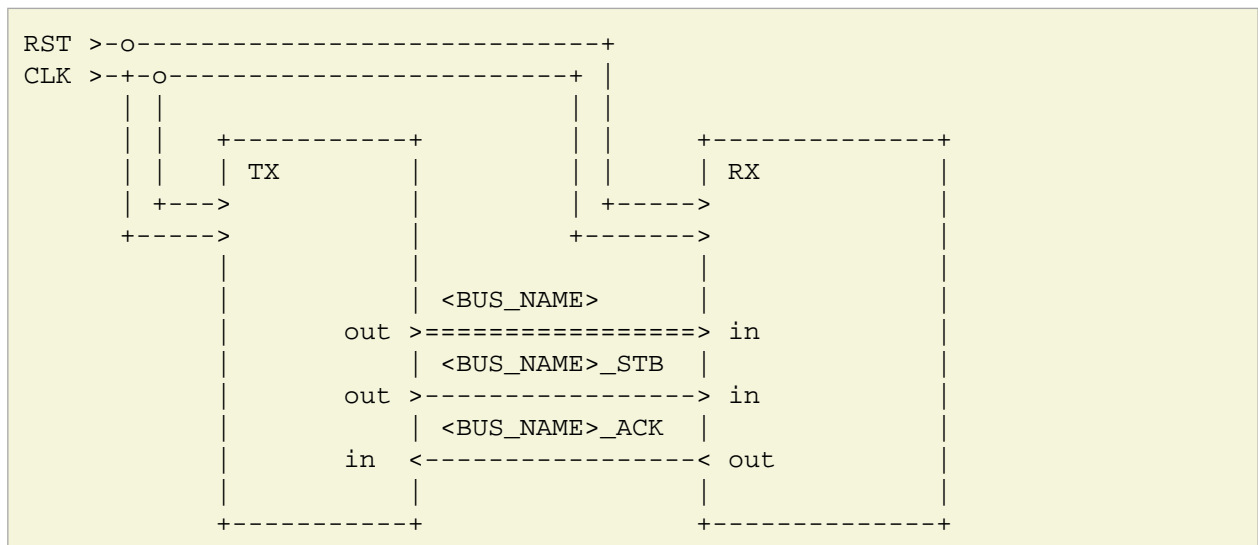 RST >-o-----------------------------+
CLK >-+-o-------------------------+ |
      | |                         | |
      | |   +-----------+         | |     +--------------+
      | |   | TX        |         | |     | RX           |
      | +--->           |         | +----->              |
      +----->           |         +------->              |
            |           |                 |              |
            |           | <BUS_NAME>      |              |
            |       out >=================> in           |
            |           | <BUS_NAME>_STB  |              |
            |       out >-----------------> in           |
            |           | <BUS_NAME>_ACK  |              |
            |       in  <-----------------< out          |
            |           |                 |              |
            +-----------+                 +--------------+